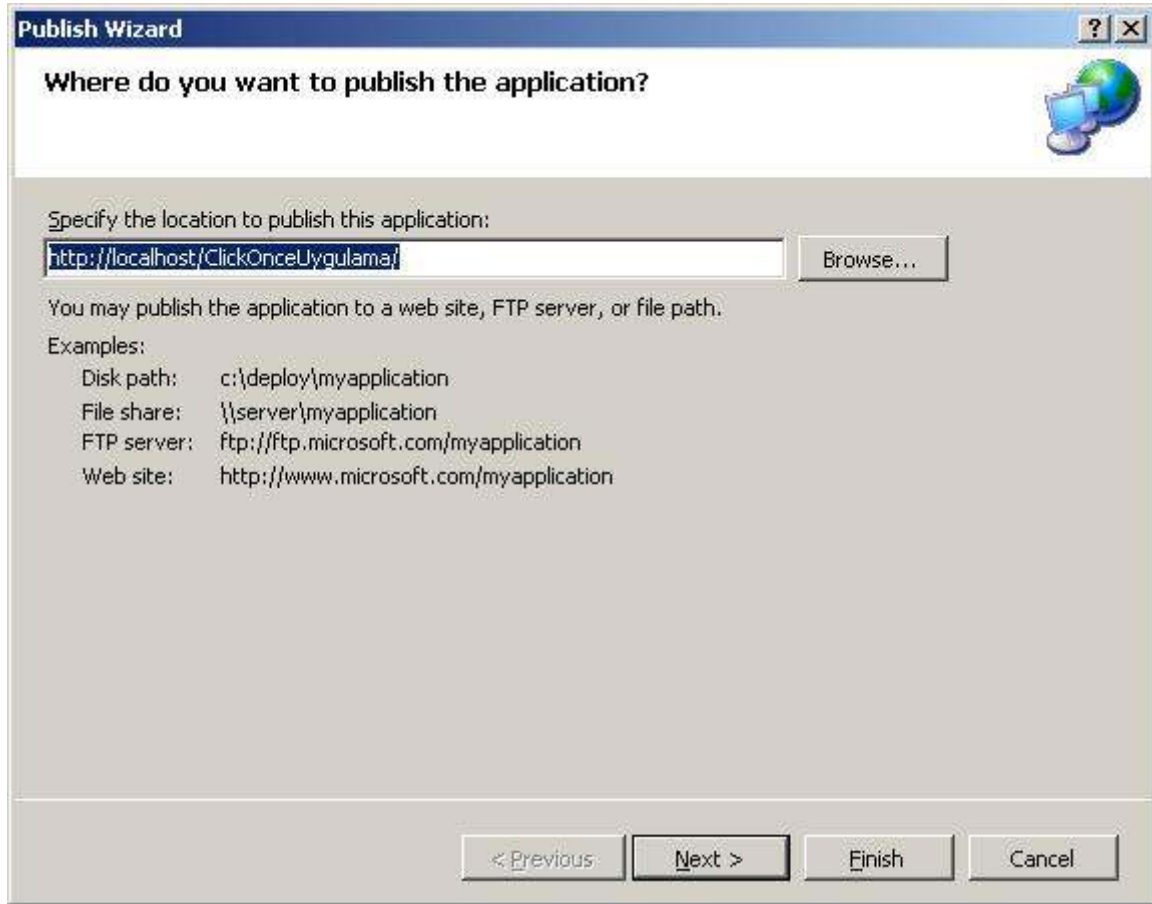 Publish Wizard
Where do you want to publish the application?
Specify the location to publish this application:
http://localhost/ClickOnceUygulama/
Browse...
You may publish the application to a web site, FTP server, or file path.
Examples:
Disk path: c:\deploy\myapplication
File share: \\server\myapplication
FTP server: ftp://ftp.microsoft.com/myapplication
Web site: http://www.microsoft.com/myapplication
< Previous Next > Finish Cancel